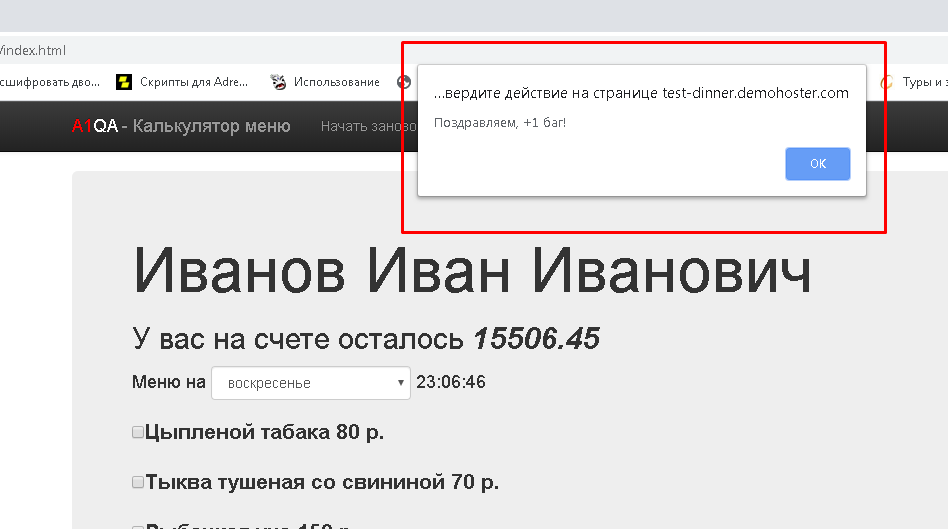 /index.html
сшифровать дво...
Скрипты для Adre...
Использование
Туры и з
...вердите действие на странице test-dinner.demohoster.com
Поздравляем, +1 баг!
OK
A1QA - Калькулятор меню
Начать заново
Иванов Иван Иванович
У вас на счете осталось 15506.45
Меню на воскресенье 23:06:46
Цыпленой табака 80 р.
Тыква тушеная со свининой 70 р.